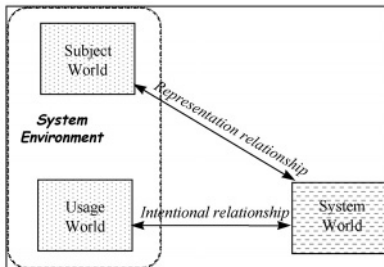 Subject
World
Representation relationship
System
Environment
Usage
World
Intentional relationship
System
World